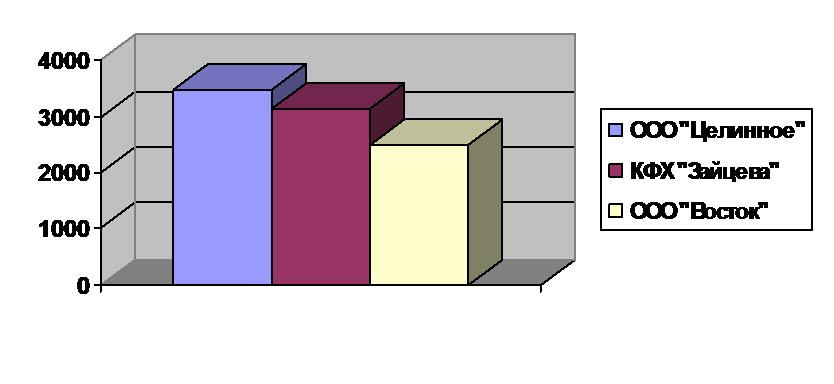 4000
3000
2000
1000
0
ООО "Целинное"
КФХ "Зайцева"
ООО "Восток"